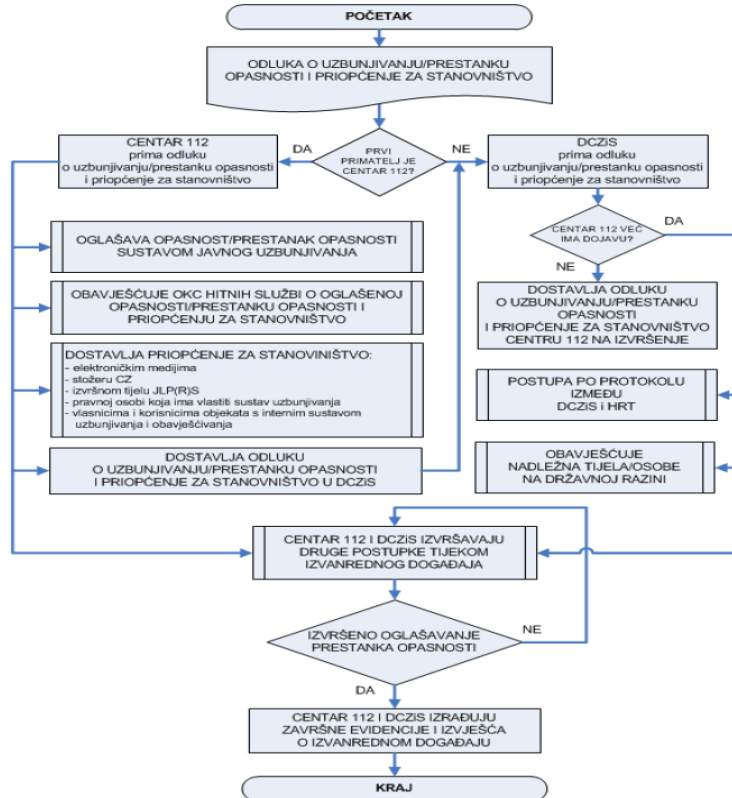 POČETAK
ODLUKA O UZBUNJIVANJU/PRESTANKU
OPASNOSTI I PRIOPĆENJE ZA STANOVNIŠTVO
CENTAR 112
prima odluku
o uzbunjivanju/prestanku opasnosti
i priopćenje za stanovništvo
DA
PRVI
PRIMATELJ JE
CENTAR 112?
NE
DCZiS
prima odluku
o uzbunjivanju/prestanku opasnosti
i priopćenje za stanovništvo
CENTAR 112 VEĆ
IMA DOJAVU?
DA
NE
OGLAŠAVA OPASNOST/PRESTANAK OPASNOSTI
SUSTAVOM JAVNOG UZBUNJIVANJA
OBAVJEŠĆUJE OKC HITNIH SLUŽBI O OGLAŠENOJ
OPASNOSTI/PRESTANKU OPASNOSTI I
PRIOPĆENJU ZA STANOVNIŠTVO
DOSTAVLJA PRIOPĆENJE ZA STANOVINIŠTVO:
- elektroničkim medijima
- stožeru CZ
- izvršnom tijelu JLP(R)S
- pravnoj osobi koja ima vlastiti sustav uzbunjivanja
- vlasnicima i korisnicima objekata s internim sustavom
uzbunjivanja i obavješćivanja
DOSTAVLJA ODLUKU
O UZBUNJIVANJU/PRESTANKU OPASNOSTI
I PRIOPĆENJE ZA STANOVNIŠTVO U DCZiS
DOSTAVLJA ODLUKU
O UZBUNJIVANJU/PRESTANKU
OPASNOSTI
I PRIOPĆENJE ZA STANOVNIŠTVO
CENTRU 112 NA IZVRŠENJE
POSTUPA PO PROTOKOLU
IZMEĐU
DCZiS i HRT
OBAVJEŠĆUJE
NADLEŽNA TIJELA/OSOBE
NA DRŽAVNOJ RAZINI
CENTAR 112 I DCZiS IZVRŠAVAJU
DRUGE POSTUPKE TIJEKOM
IZVANREDNOG DOGAĐAJA
IZVRŠENO OGLAŠAVANJE
PRESTANKA OPASNOSTI
NE
DA
CENTAR 112 I DCZiS IZRAĐUJU
ZAVRŠNE EVIDENCIJE I IZVJEŠĆA
O IZVANREDNOM DOGAĐAJU
KRAJ